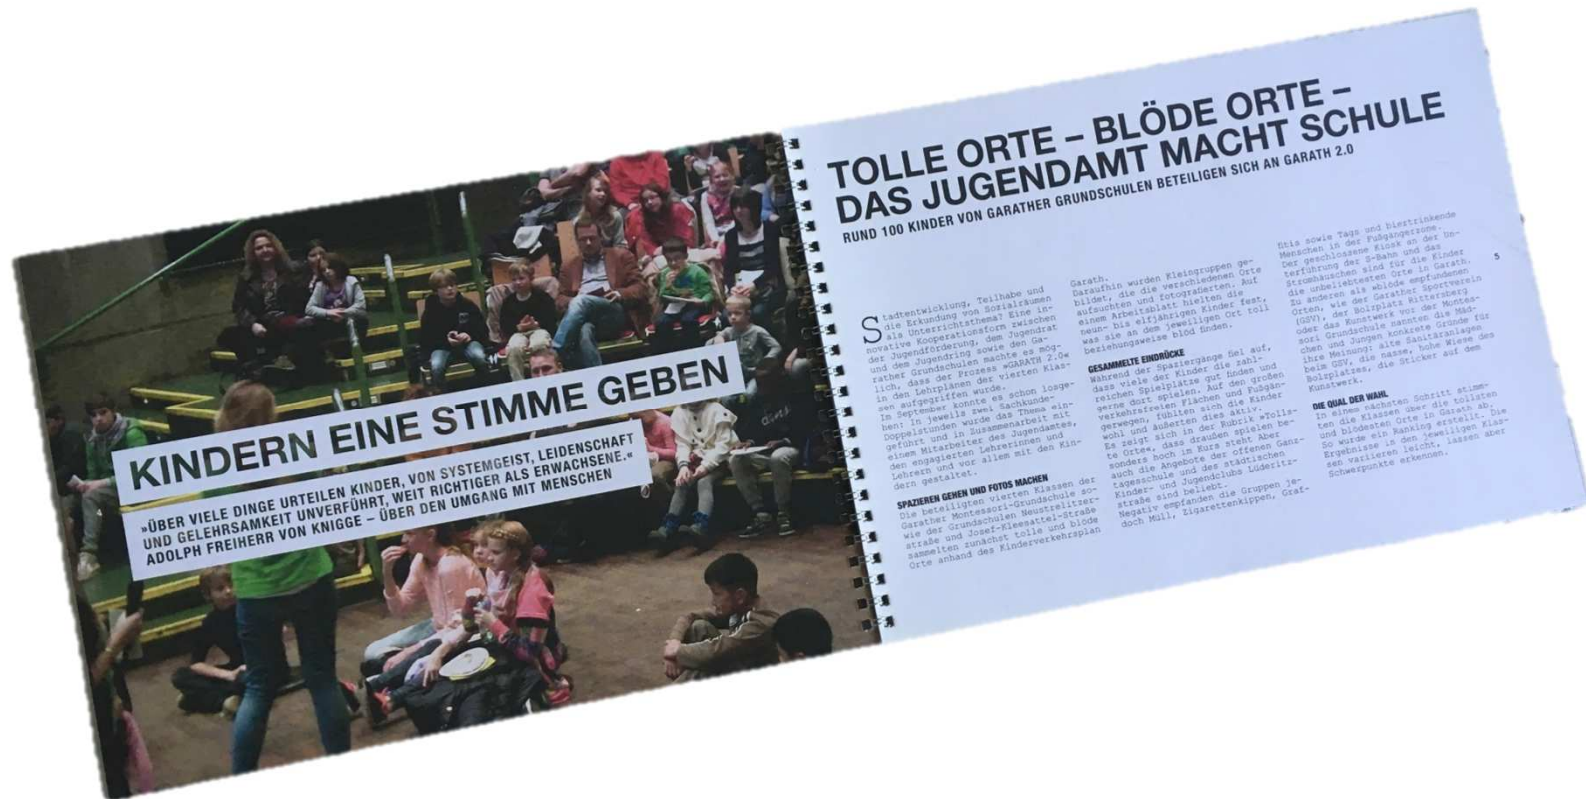 KINDERN EINE STIMME GEBEN
»ÜBER VIELE DINGE URTEILEN KINDER, VON SYSTEMGEIST, LEIDENSCHAFT
UND GELEHRSAMKEIT UNVERFÜHRT, WEIT RICHTIGER ALS ERWACHSENE.«
ADOLPH FREIHERR VON KNIGGE – ÜBER DEN UMGANG MIT MENSCHEN
TOLLE ORTE – BLÖDE ORTE –
DAS JUGENDAMT MACHT SCHULE
RUND 100 KINDER VON GARATHER GRUNDSCHULEN BETEILIGEN SICH AN GARATH 2.0
Stadtentwicklung, Teilhabe und
die Erkundung von Sozialräumen
als Unterrichtsthema? Eine in-
novative Kooperationsform zwischen
der Jugendförderung, dem Jugendrat
und dem Jugendring sowie den Ga-
rather Grundschulen machte es mög-
lich, dass der Prozess »GARATH 2.0«
in den Lehrplänen der vierten Klas-
sen aufgegriffen wurde.
In September konnte es schon losge-
hen: In jeweils zwei Sachkunde-
Doppelstunden wurde das Thema ein-
geführt und in Zusammenarbeit mit
einem Mitarbeiter des Jugendamtes,
den engagierten Lehrerinnen und
Lehrern und vor allem mit den Kin-
dern gestaltet.
SPAZIEREN GEHEN UND FOTOS MACHEN
Die beteiligten vierten Klassen der
Garather Montessori-Grundschule so-
wie der Grundschulen Neustrelitzer-
straße und Josef-Kleesattel-Straße
sammelten zunächst tolle und blöde
Orte anhand des Kinderverkehrsplan
Garath.
Daraufhin wurden Kleingruppen ge-
bildet, die die verschiedenen Orte
aufsuchten und fotografierten. Auf
einem Arbeitsblatt hielten die
neun- bis elfjährigen Kinder fest,
was sie an dem jeweiligen Ort toll
beziehungsweise blöd finden.
GESAMMELTE EINDRÜCKE
Während der Spaziergänge fiel auf,
dass viele der Kinder die zahl-
reichen Spielplätze gut finden und
gerne dort spielen. Auf den großen
verkehrsfreien Flächen und Fußgän-
gerwegen, fühlten sich die Kinder
wohl und äußerten dies aktiv.
Es zeigt sich in der Rubrik »Tolls-
te Orte«, dass draußen spielen be-
sonders hoch im Kurs steht Aber
auch die Angebote der offenen Ganz-
tagesschule und des städtischen
Kinder- und Jugendclubs Lüderitz-
straße sind beliebt.
Negativ empfanden die Gruppen je-
doch Müll, Zigarettenkippen, Graf-
fitis sowie Tags und biertrinkende
Menschen in der Fußgängerzone.
Der geschlossene Kiosk an der Un-
terführung der S-Bahn und das
Stromhäuschen sind für die Kinder
die unbeliebtesten Orte in Garath.
Zu anderen als blöde empfundenen
Orten, wie der Garather Sportverein
(GSV), der Bolzplatz Rittersberg
oder das Kunstwerk vor der Montes-
sori Grundschule nannten die Mäd-
chen und Jungen konkrete Gründe für
ihre Meinung: alte Sanitäranlagen
beim GSV, die nasse, hohe Wiese des
Bolzplatzes, die Sticker auf dem
Kunstwerk.
DIE QUAL DER WAHL
In einem nächsten Schritt stimm-
ten die Klassen über die tollsten
und blödesten Orte in Garath ab.
So wurde ein Ranking erstellt. Die
Ergebnisse in den jeweiligen Klas-
sen variieren leicht, lassen aber
Schwerpunkte erkennen.
5